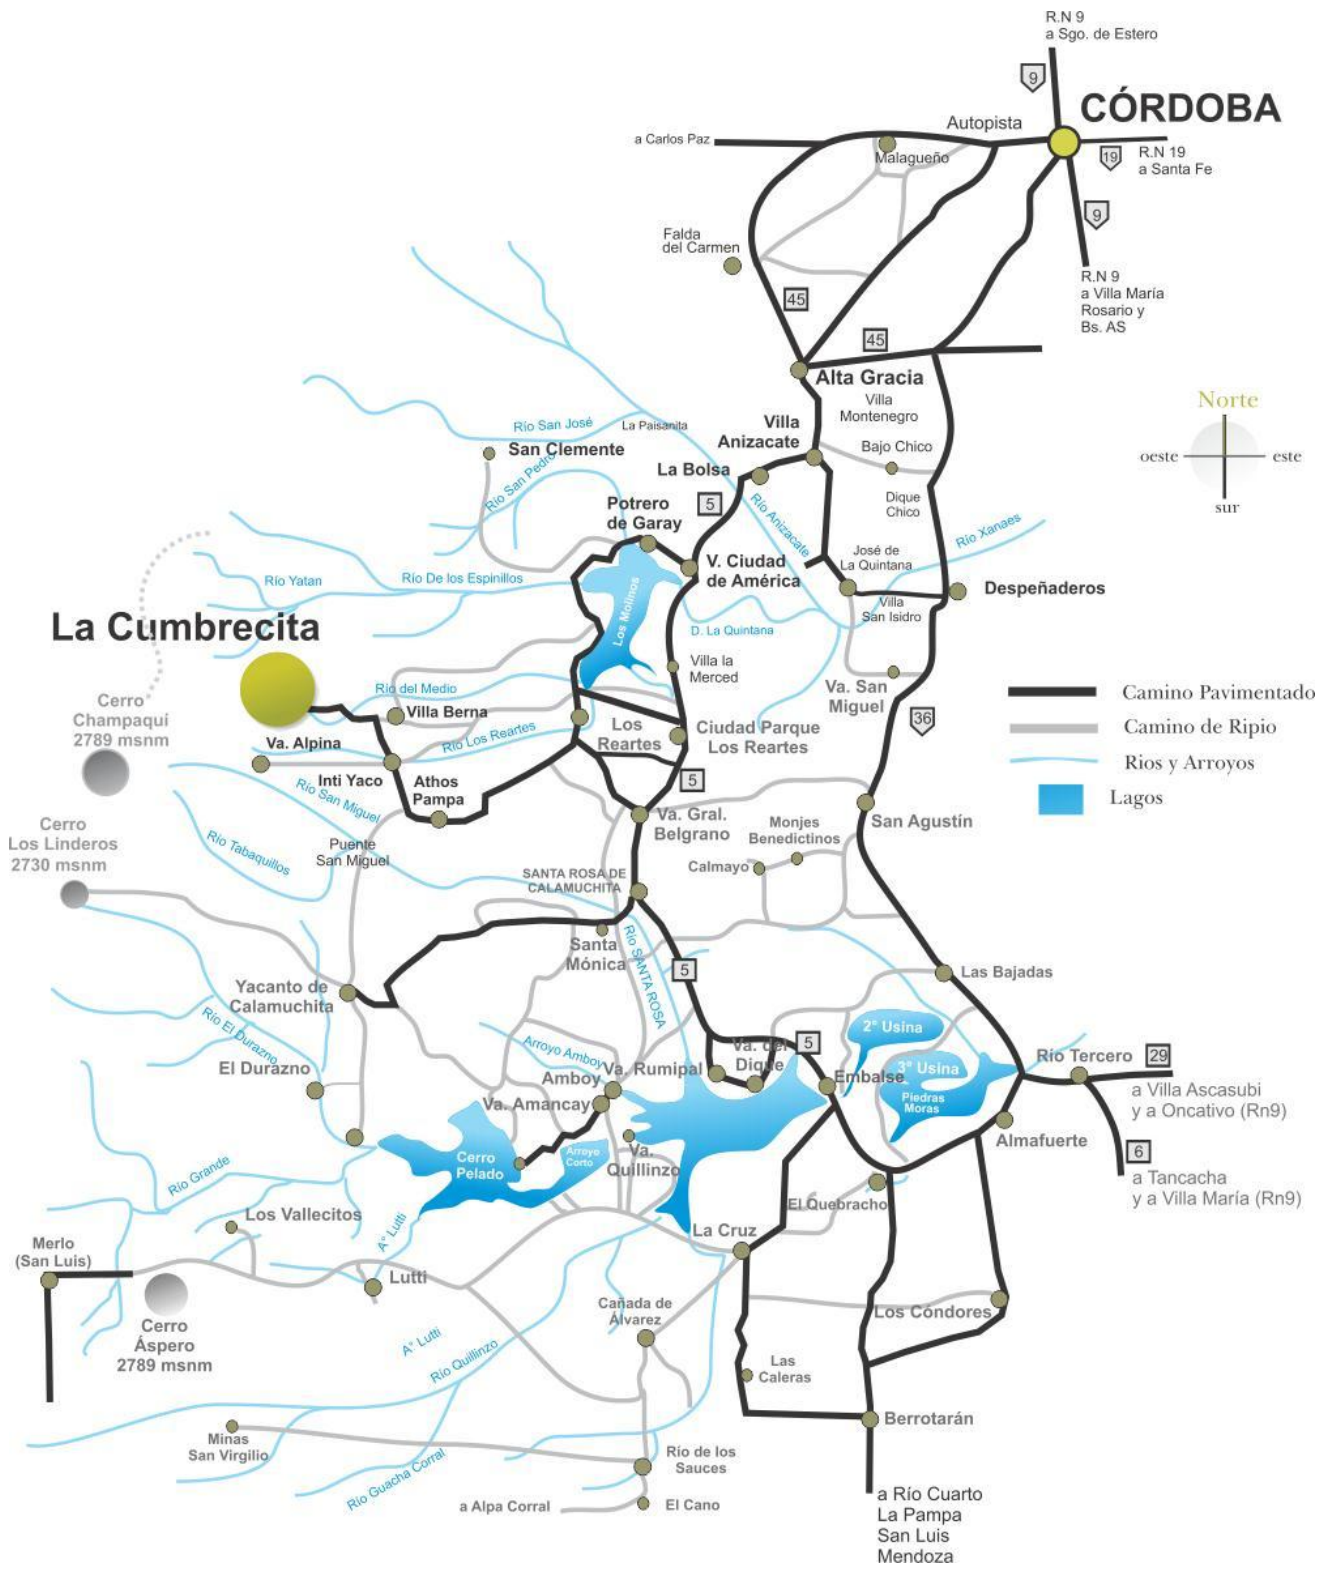 R.N 9
a Sgo. de Estero
9
CÓRDOBA
Autopista
a Carlos Paz
Malagueño
19
R.N 19
a Santa Fe
9
Falda
del Carmen
R.N 9
a Villa María
Rosario y
Bs. AS
45
45
Alta Gracia
Villa
Montenegro
Norte
oeste
este
sur
Villa
Anizacate
Bajo Chico
Río San José
La Paisanita
San Clemente
La Bolsa
Río San Pedro
5
Dique
Chico
Potrero
de Garay
Río Anizacate
Río Xanaes
V. Ciudad
de América
José de
La Quintana
Río Yatan
Río De los Espinillos
Despeñaderos
Los Molinos
Villa
San Isidro
La Cumbrecita
D. La Quintana
Villa la
Merced
Va. San
Miguel
Río del Medio
Villa Berna
Cerro
Champaquí
2789 msnm
Camino Pavimentado
Camino de Ripio
Rios y Arroyos
Lagos
36
Los
Reartes
Ciudad Parque
Los Reartes
Va. Alpina
Río Los Reartes
Inti Yaco
Athos
Pampa
5
Río San Miguel
Va. Gral.
Belgrano
San Agustín
Cerro
Los Linderos
2730 msnm
Monjes
Benedictinos
Río Tabaquillos
Puente
San Miguel
Calmayo
SANTA ROSA DE
CALAMUCHITA
Santa
Mónica
Río SANTA ROSA
5
Las Bajadas
Yacanto de
Calamuchita
Río El Durazno
2° Usina
5
Arroyo Amboy
Va. del
Dique
El Durazno
Va. Rumipal
Amboy
Embalse
3° Usina
Piedras
Moras
Río Tercero
29
Va. Amancay
a Villa Ascasubi
y a Oncativo (Rn9)
Almafuerte
6
Cerro
Pelado
Arroyo
Corto
Va.
Quillinzo
a Tancacha
y a Villa María (Rn9)
Río Grande
El Quebracho
Los Vallecitos
A° Lutti
La Cruz
Merlo
(San Luis)
Lutti
Cañada de
Álvarez
Los Cóndores
Cerro
Áspero
2789 msnm
A° Lutti
Río Quillinzo
Las
Caleras
Berrotarán
Minas
San Virgilio
Río de los
Sauces
Río Guacha Corral
a Alpa Corral
El Cano
a Río Cuarto
La Pampa
San Luis
Mendoza